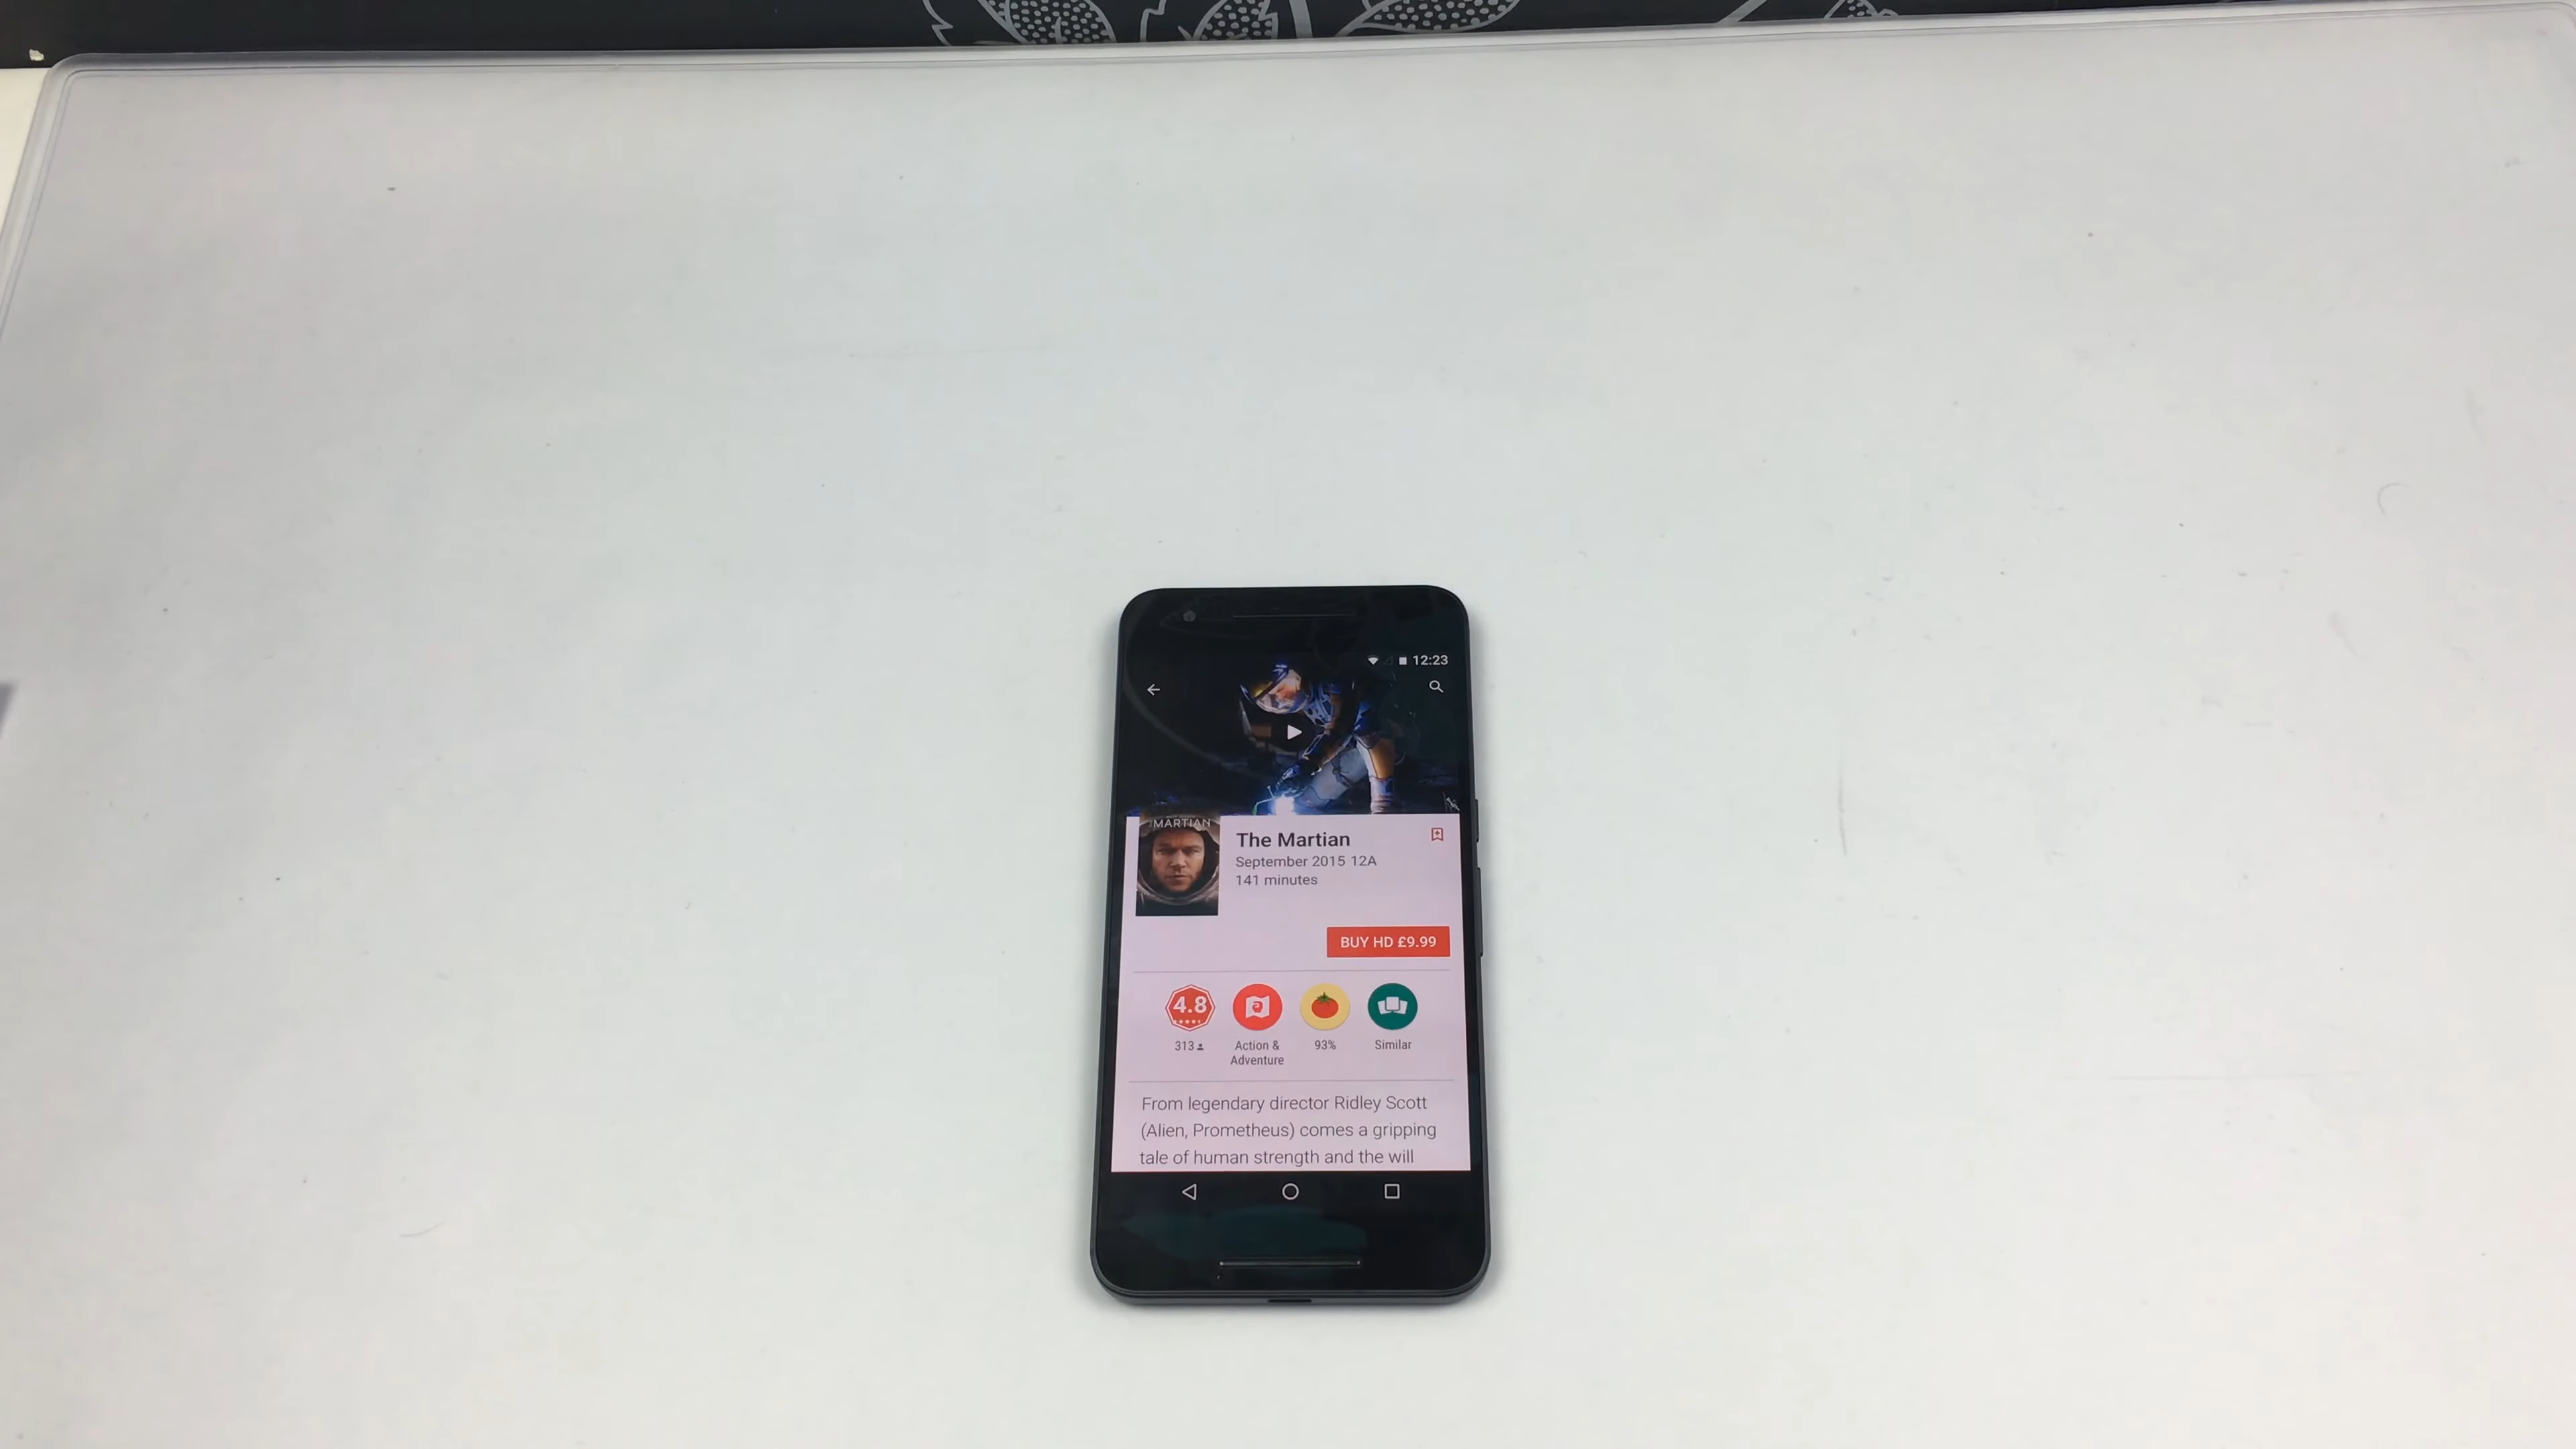 12:23
MARTIAN
The Martian
September 2015 12A
141 minutes
BUY HD £9.99
4.8
313
Action &
Adventure
93%
Similar
From legendary director Ridley Scott
(Alien, Prometheus) comes a gripping
tale of human strength and the will